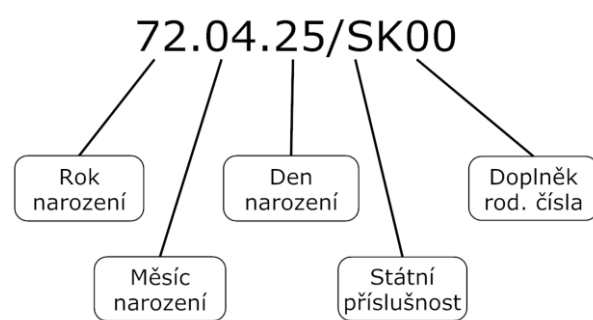 72.04.25/SK00
Rok
narození
Den
narození
Doplněk
rod. čísla
Měsíc
narození
Státní
příslušnost